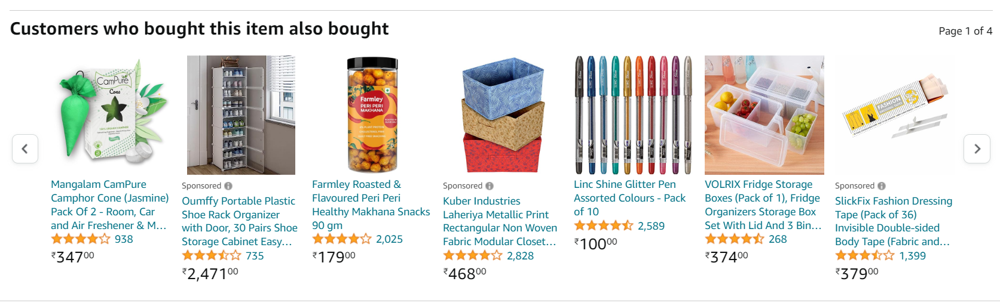 Customers who bought this item also bought
Page 1 of 4
CamPure
Cone
Mangalam CamPure
Camphor Cone (Jasmine)
Pack Of 2 - Room, Car
and Air Freshener & M...
938
₹34700
Sponsored
Oumffy Portable Plastic
Shoe Rack Organizer
with Door, 30 Pairs Shoe
Storage Cabinet Easy...
735
₹2,47100
Farmley
PERI PERI
MAKHANA
Farmley Roasted &
Flavoured Peri Peri
Healthy Makhana Snacks
90 gm
2,025
₹17900
Sponsored
Kuber Industries
Laheriya Metallic Print
Rectangular Non Woven
Fabric Modular Closet...
2,828
₹46800
Linc Shine Glitter Pen
Assorted Colours - Pack
of 10
2,589
₹10000
VOLRIX Fridge Storage
Boxes (Pack of 1), Fridge
Organizers Storage Box
Set With Lid And 3 Bin...
268
₹37400
FASHION
Sponsored
SlickFix Fashion Dressing
Tape (Pack of 36)
Invisible Double-sided
Body Tape (Fabric and...
1,399
₹37900